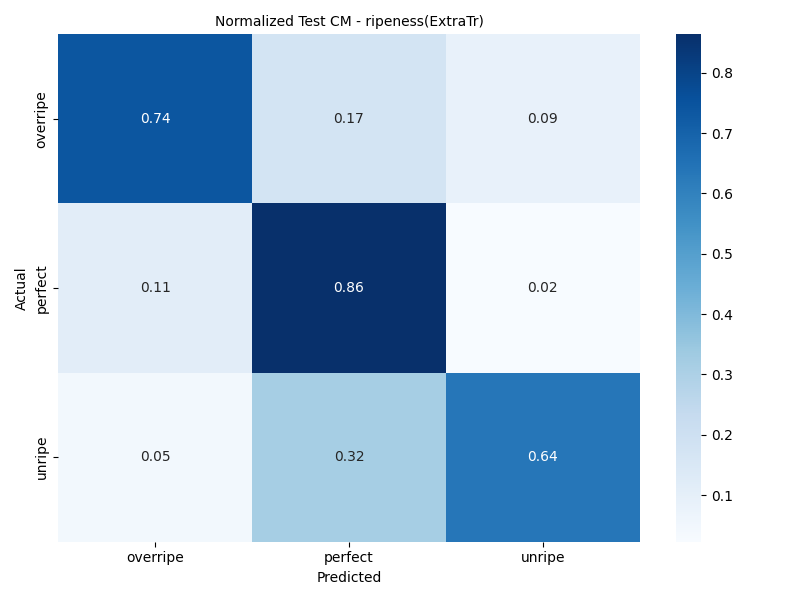 Normalized Test CM - ripeness(ExtraTr)
overripe
0.74
0.17
0.09
0.8
0.7
0.6
Actual
perfect
0.11
0.86
0.02
0.5
0.4
0.3
unripe
0.05
0.32
0.64
0.2
0.1
overripe
perfect
unripe
Predicted